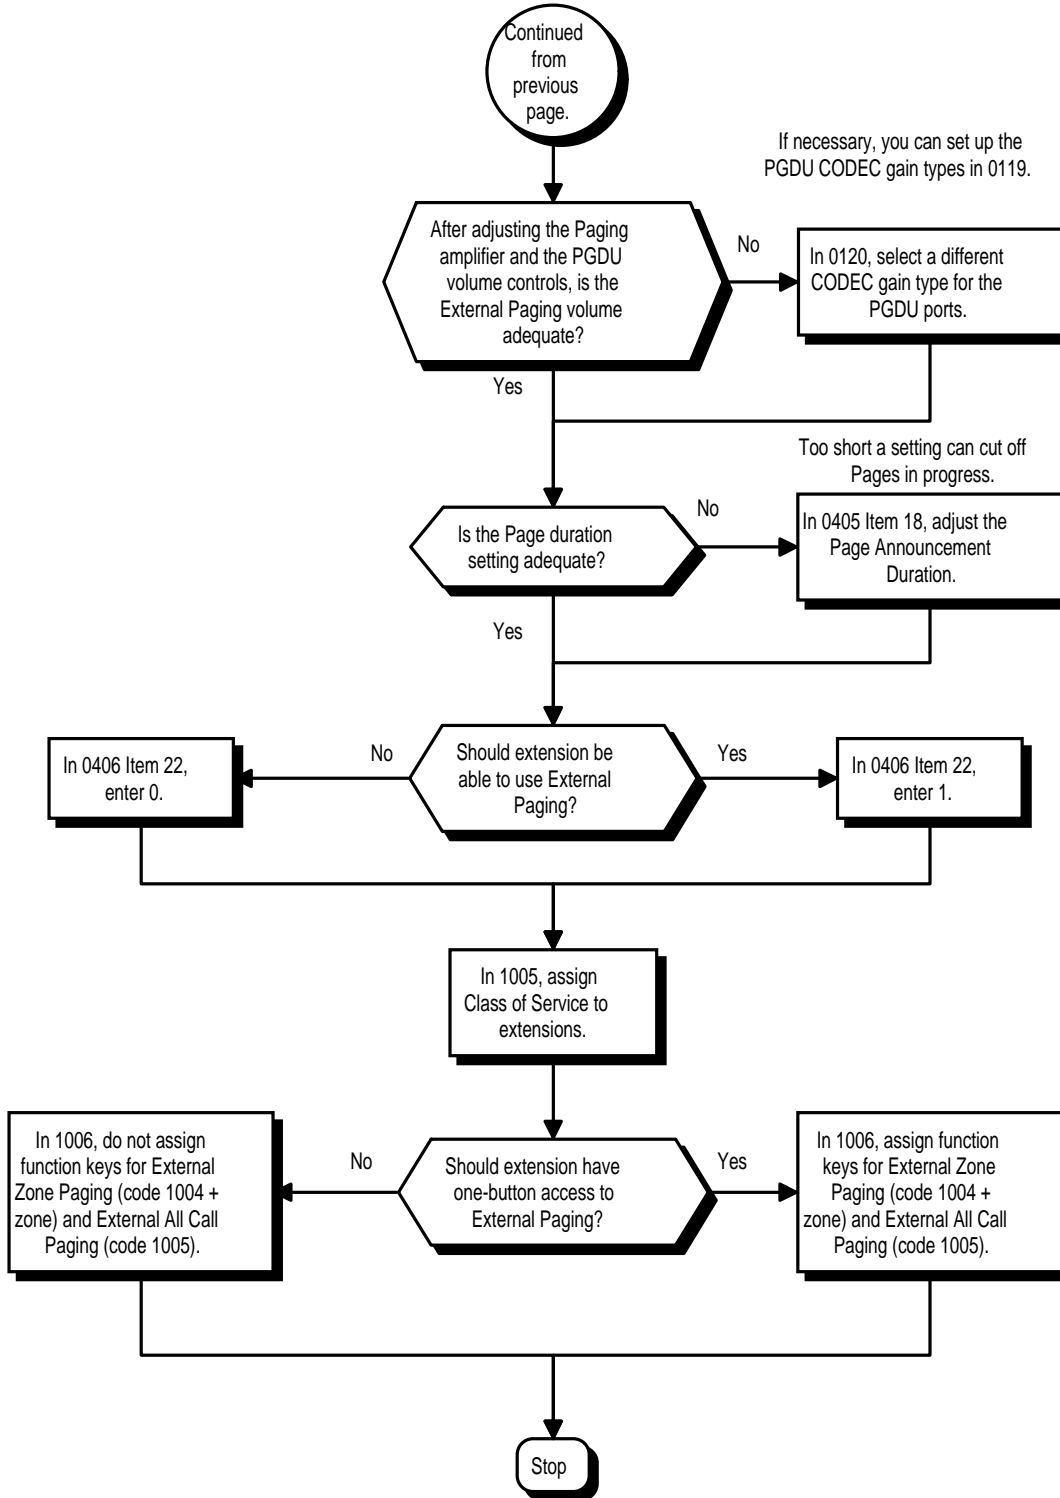 Continued
from
previous
page.
If necessary, you can set up the
PGDU CODEC gain types in 0119.
After adjusting the Paging
amplifier and the PGDU
volume controls, is the
External Paging volume
adequate?
No
In 0120, select a different
CODEC gain type for the
PGDU ports.
Yes
Too short a setting can cut off
Pages in progress.
Is the Page duration
setting adequate?
No
In 0405 Item 18, adjust the
Page Announcement
Duration.
Yes
In 0406 Item 22,
enter 0.
No
Should extension be
able to use External
Paging?
Yes
In 0406 Item 22,
enter 1.
In 1005, assign
Class of Service to
extensions.
In 1006, do not assign
function keys for External
Zone Paging (code 1004 +
zone) and External All Call
Paging (code 1005).
No
Should extension have
one-button access to
External Paging?
Yes
In 1006, assign function
keys for External Zone
Paging (code 1004 +
zone) and External All Call
Paging (code 1005).
Stop